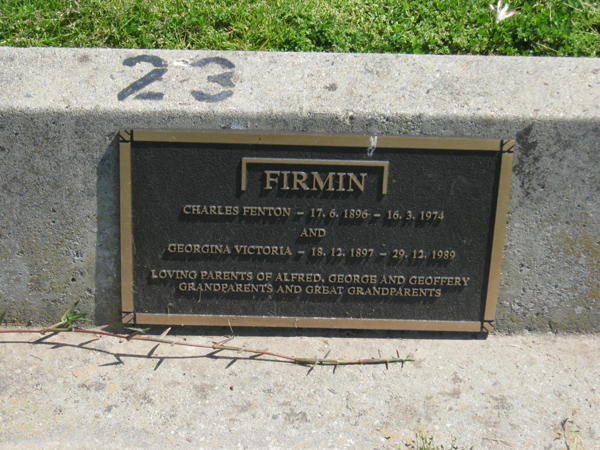 23
FIRMIN
CHARLES FENTON – 17. 6. 1896 – 16. 3. 1974
AND
GEORGINA VICTORIA – 18. 12. 1897 – 29. 12. 1989
LOVING PARENTS OF ALFRED, GEORGE AND GEOFFERY
GRANDPARENTS AND GREAT GRANDPARENTS